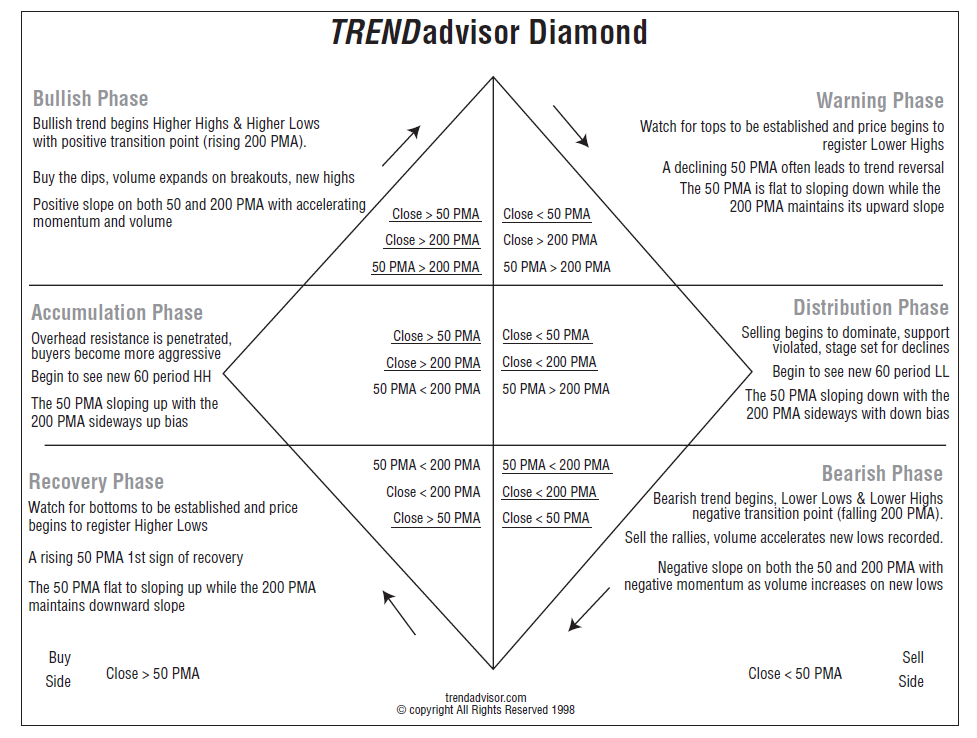 TRENDadvisor Diamond
Bullish Phase
Bullish trend begins Higher Highs & Higher Lows
with positive transition point (rising 200 PMA).
Buy the dips, volume expands on breakouts, new highs
Positive slope on both 50 and 200 PMA with accelerating
momentum and volume
Close > 50 PMA
Close > 200 PMA
50 PMA > 200 PMA
Warning Phase
Watch for tops to be established and price begins to
register Lower Highs
A declining 50 PMA often leads to trend reversal
The 50 PMA is flat to sloping down while the
200 PMA maintains its upward slope
Close < 50 PMA
Close > 200 PMA
50 PMA > 200 PMA
Accumulation Phase
Overhead resistance is penetrated,
buyers become more aggressive
Begin to see new 60 period HH
The 50 PMA sloping up with the
200 PMA sideways up bias
Close > 50 PMA
Close > 200 PMA
50 PMA < 200 PMA
Distribution Phase
Selling begins to dominate, support
violated, stage set for declines
Begin to see new 60 period LL
The 50 PMA sloping down with the
200 PMA sideways with down bias
Close < 50 PMA
Close < 200 PMA
50 PMA > 200 PMA
Recovery Phase
Watch for bottoms to be established and price
begins to register Higher Lows
A rising 50 PMA 1st sign of recovery
The 50 PMA flat to sloping up while the 200 PMA
maintains downward slope
50 PMA < 200 PMA
Close < 200 PMA
Close > 50 PMA
Bearish Phase
Bearish trend begins, Lower Lows & Lower Highs
negative transition point (falling 200 PMA).
Sell the rallies, volume accelerates new lows recorded.
Negative slope on both the 50 and 200 PMA with
negative momentum as volume increases on new lows
50 PMA < 200 PMA
Close < 200 PMA
Close < 50 PMA
Buy
Side
Close > 50 PMA
Close < 50 PMA
Sell
Side
trendadvisor.com
© copyright All Rights Reserved 1998